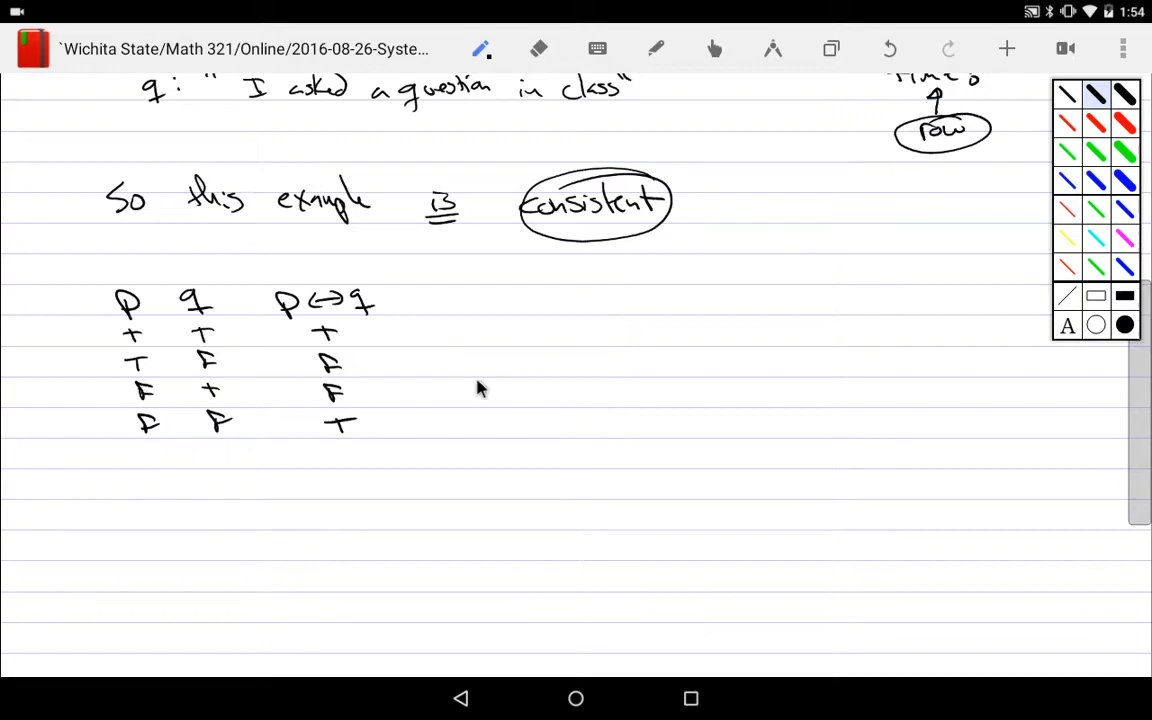 1:54
`Wichita State/Math 321/Online/2016-08-26-Syste...
q: " I asked a question in class"
row
So this example is consistent
p q p ↔ q
T T T
T F F
F T F
F F T
A